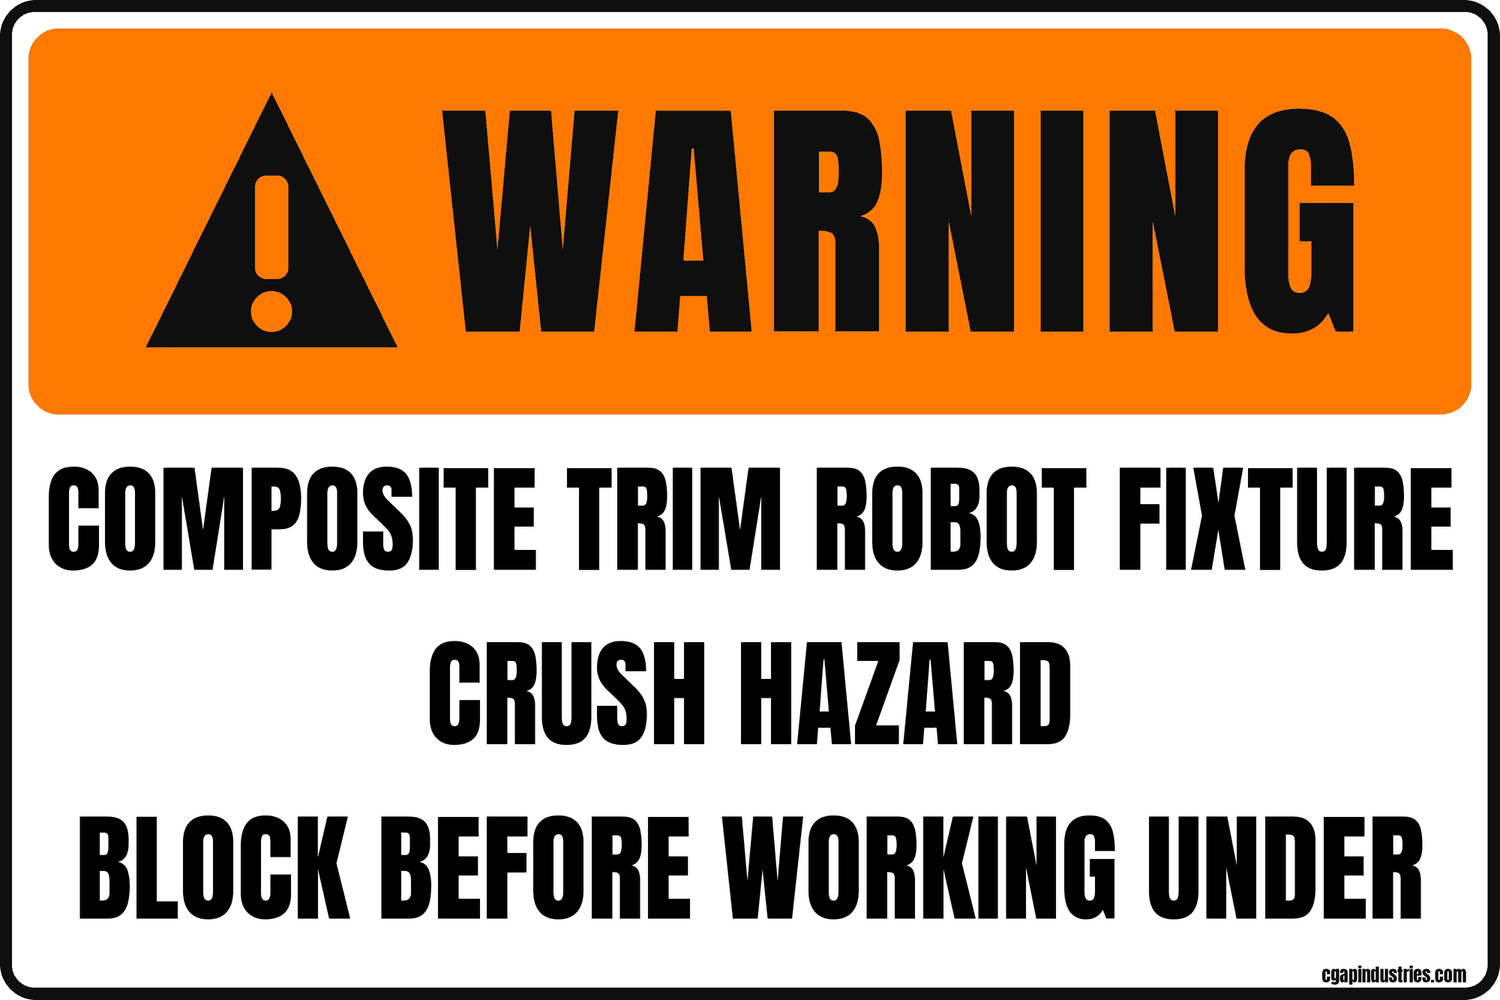 WARNING
COMPOSITE TRIM ROBOT FIXTURE
CRUSH HAZARD
BLOCK BEFORE WORKING UNDER
cgapindustries.com